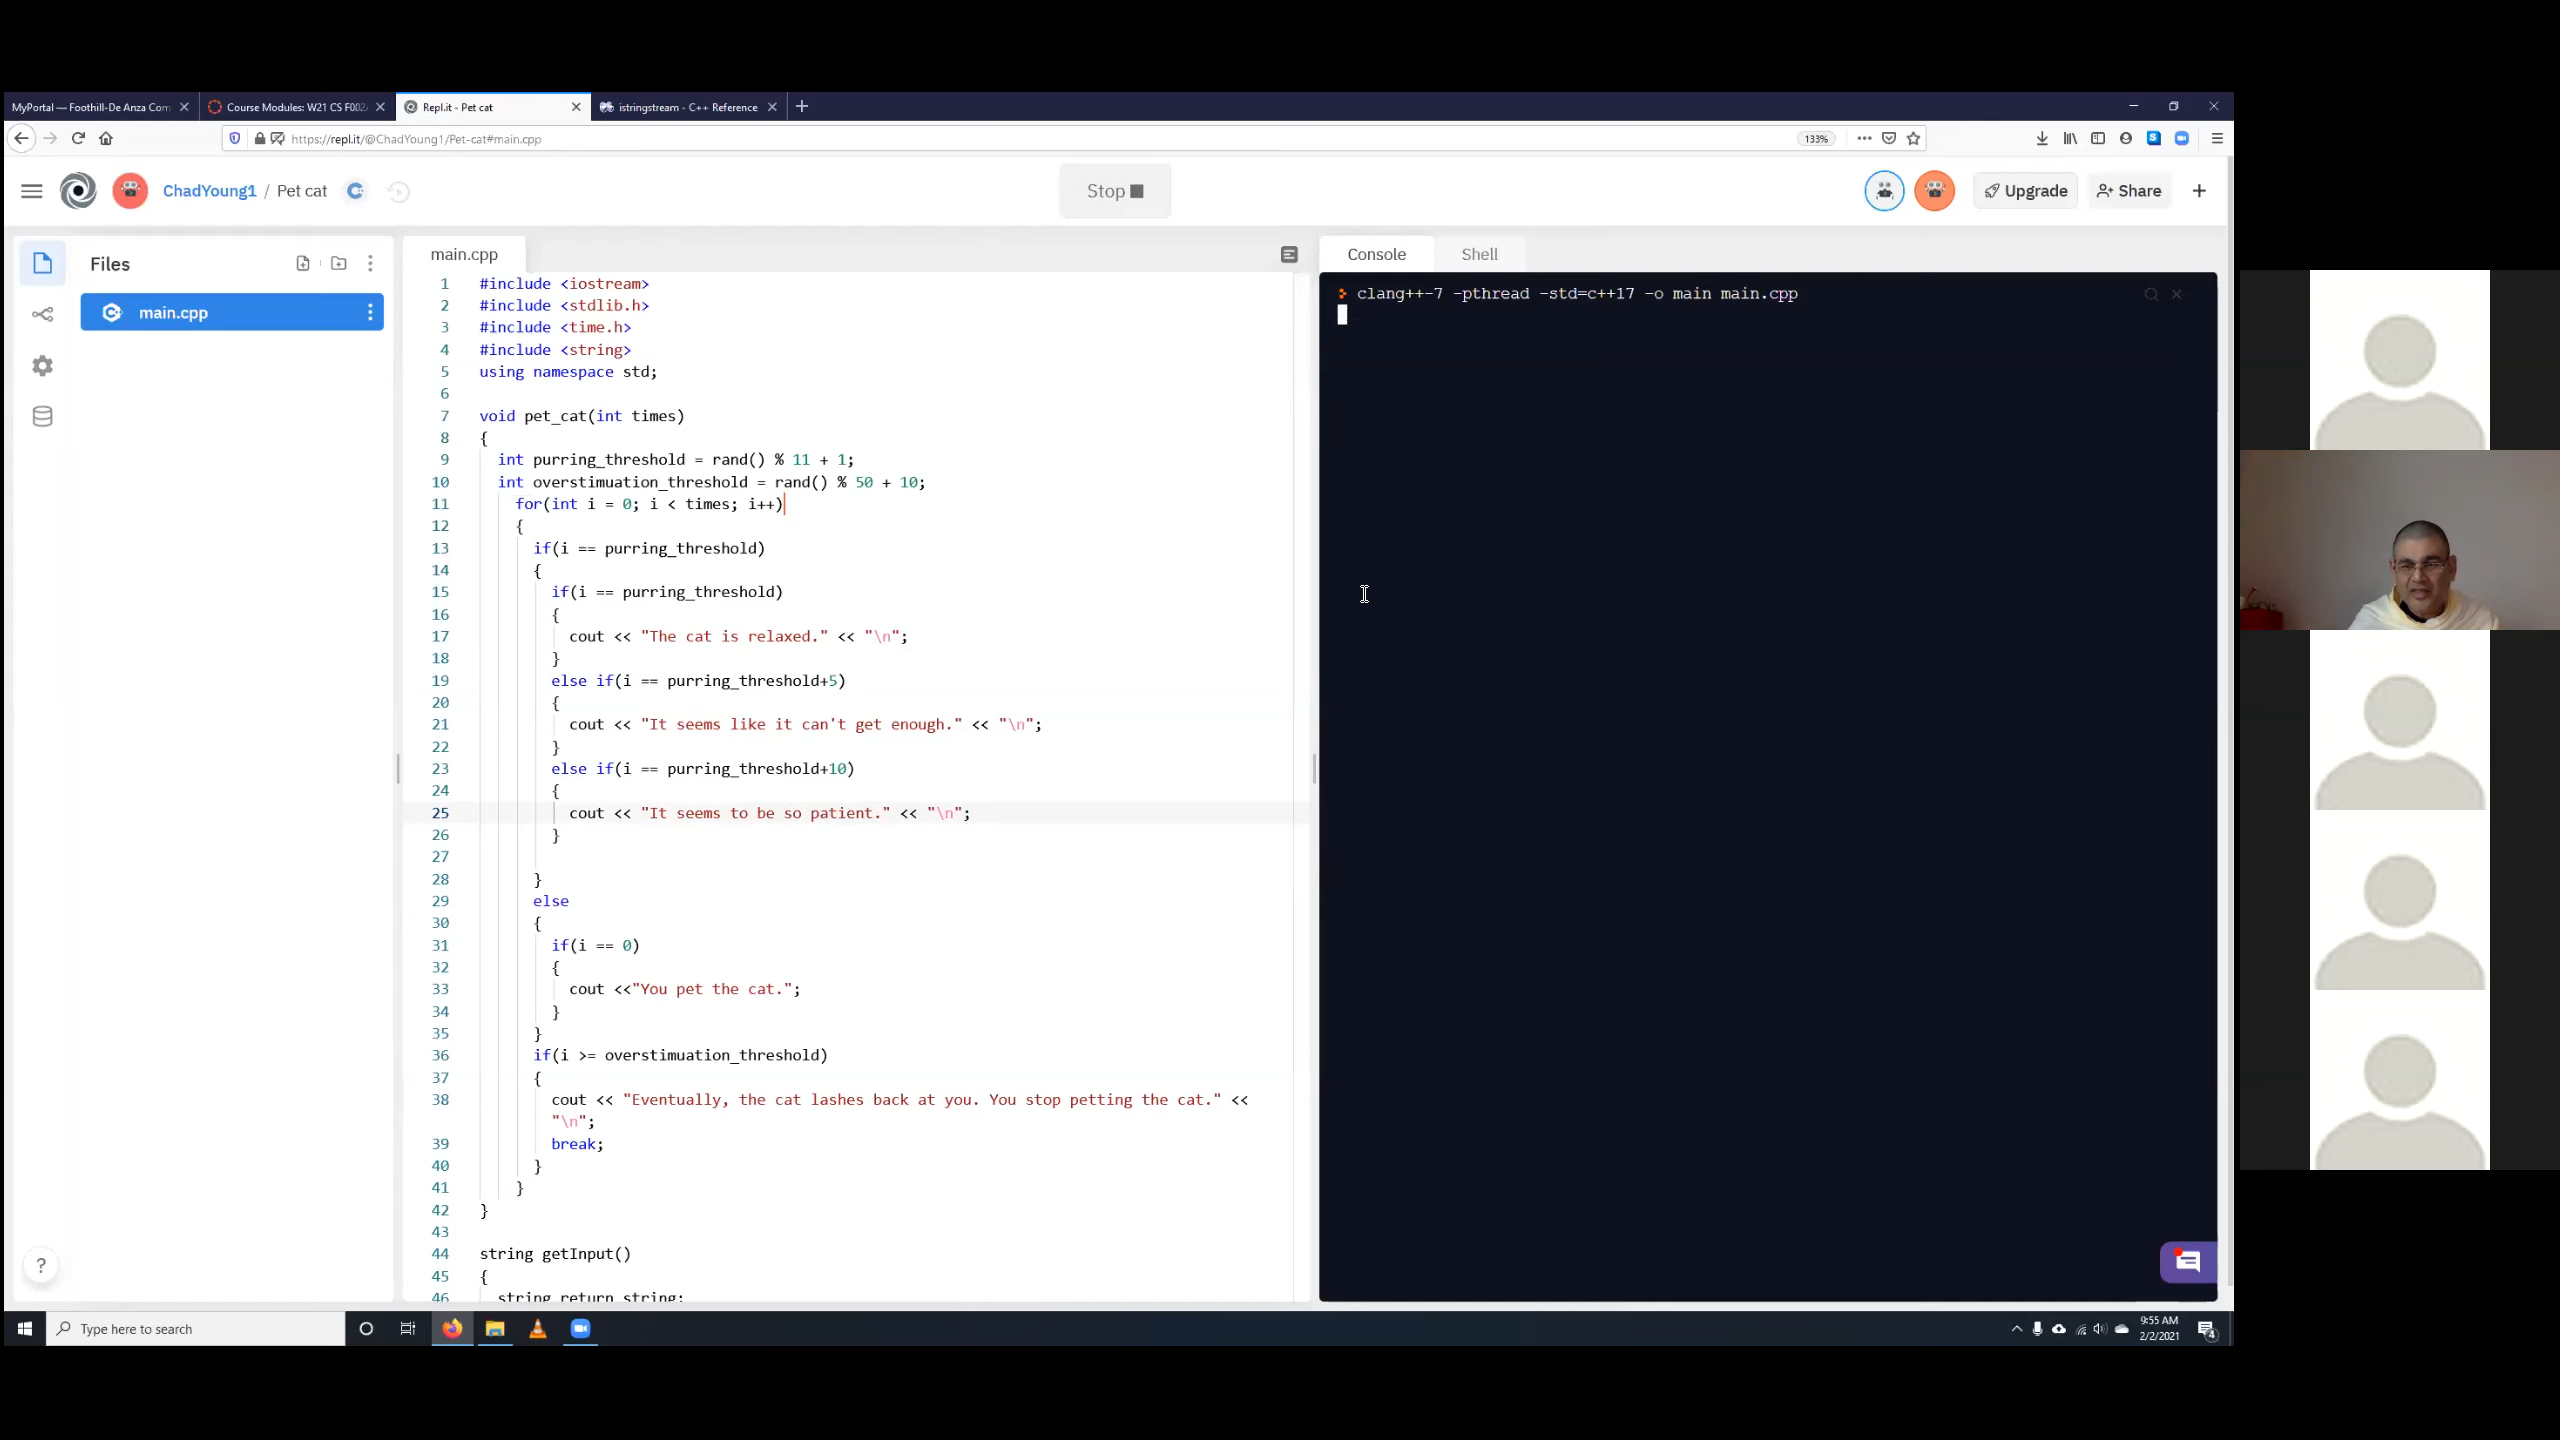 MyPortal — Foothill-De Anza Com
Course Modules: W21 CS F002
Repl.it - Pet cat
istringstream - C++ Reference
https://repl.it/@ChadYoung1/Pet-cat#main.cpp
133%
ChadYoung1 / Pet cat
Stop
Upgrade
Share
Files
main.cpp
main.cpp
1 #include <iostream>
2 #include <stdlib.h>
3 #include <time.h>
4 #include <string>
5 using namespace std;
6
7 void pet_cat(int times)
8 {
9 int purring_threshold = rand() % 11 + 1;
10 int overstimuation_threshold = rand() % 50 + 10;
11 for(int i = 0; i < times; i++)
12 {
13 if(i == purring_threshold)
14 {
15 if(i == purring_threshold)
16 {
17 cout << "The cat is relaxed." << "\n";
18 }
19 else if(i == purring_threshold+5)
20 {
21 cout << "It seems like it can't get enough." << "\n";
22 }
23 else if(i == purring_threshold+10)
24 {
25 cout << "It seems to be so patient." << "\n";
26 }
27
28 }
29 else
30 {
31 if(i == 0)
32 {
33 cout <<"You pet the cat.";
34 }
35 }
36 if(i >= overstimuation_threshold)
37 {
38 cout << "Eventually, the cat lashes back at you. You stop petting the cat." <<
"\n";
39 break;
40 }
41 }
42 }
43
44 string getInput()
45 {
46 string return string;
Console
Shell
clang++-7 -pthread -std=c++17 -o main main.cpp
?
Type here to search
9:55 AM
2/2/2021
4